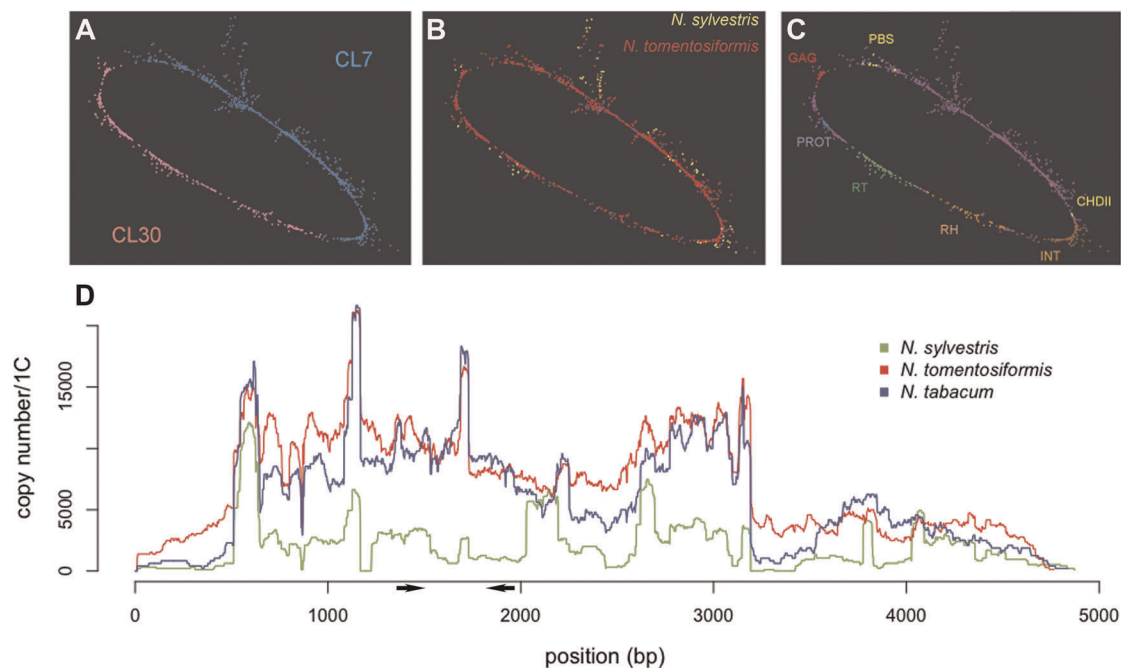 A
CL7
CL30
B
N. sylvestris
N. tomentosiformis
C
PBS
GAG
PROT
RT
CHDII
RH
INT
D
copy number/1C
0
5000
15000
N. sylvestris
N. tomentosiformis
N. tabacum
0
1000
2000
3000
4000
5000
position (bp)